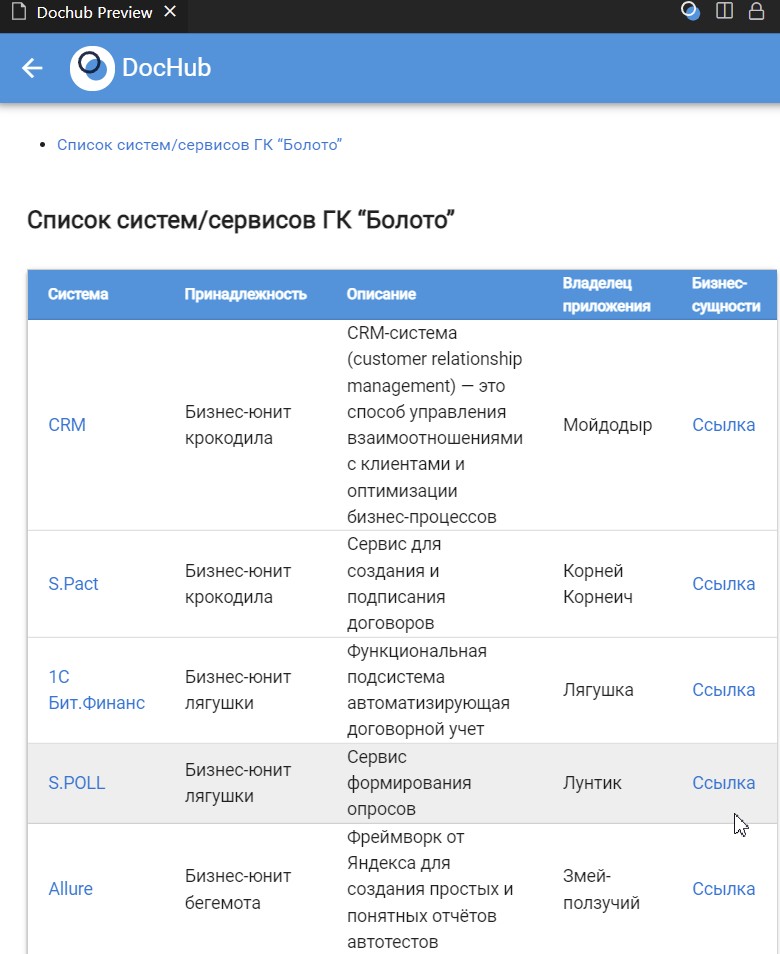 Dochub Preview
DocHub
Список систем/сервисов ГК “Болото”
Список систем/сервисов ГК “Болото”
Система
Принадлежность
Описание
Владелец
приложения
Бизнес-
сущности
CRM
Бизнес-юнит
крокодила
CRM-система
(customer relationship
management) — это
способ управления
взаимоотношениями
с клиентами и
оптимизации
бизнес-процессов
Мойдодыр
Ссылка
S.Pact
Бизнес-юнит
крокодила
Сервис для
создания и
подписания
договоров
Корней
Корнеич
Ссылка
1С
Бит.Финанс
Бизнес-юнит
лягушки
Функциональная
подсистема
автоматизирующая
договорной учет
Лягушка
Ссылка
S.POLL
Бизнес-юнит
лягушки
Сервис
формирования
опросов
Лунтик
Ссылка
Allure
Бизнес-юнит
бегемота
Фреймворк от
Яндекса для
создания простых и
понятных отчётов
автотестов
Змей-
ползучий
Ссылка